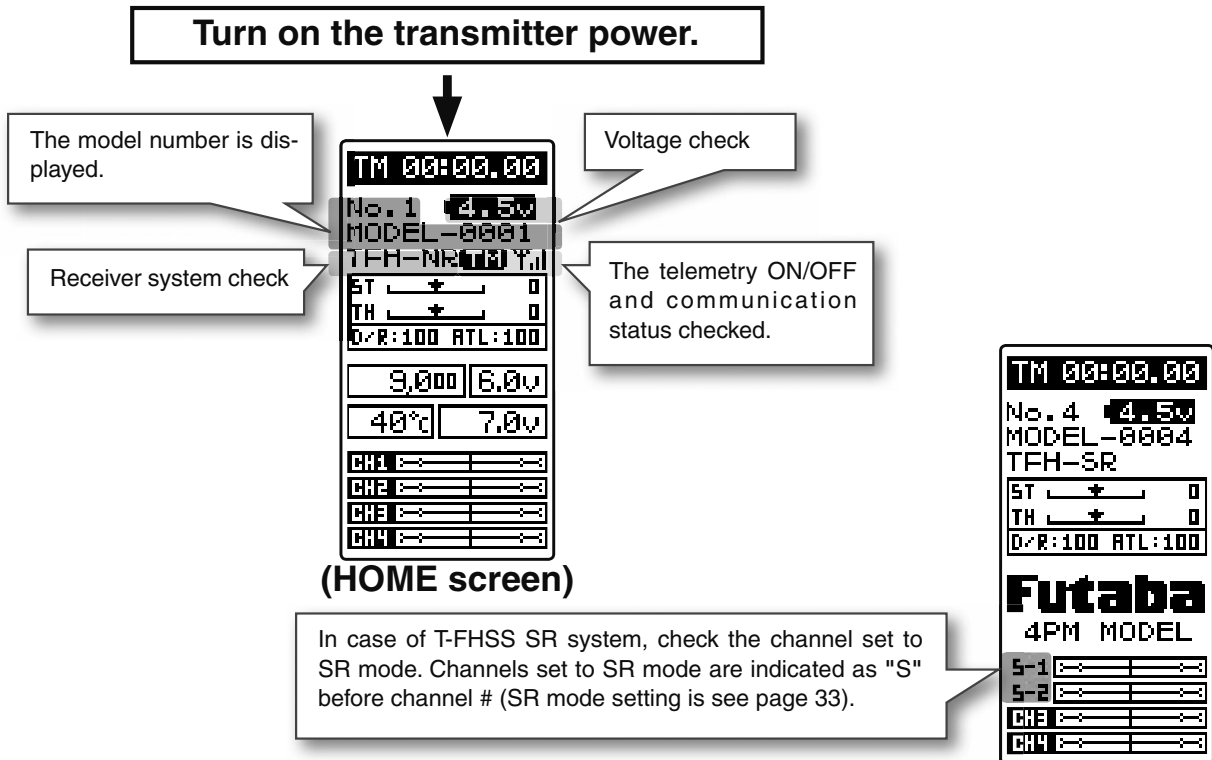 Turn on the transmitter power.
The model number is dis-
played.
Voltage check
Receiver system check
The telemetry ON/OFF
and communication
status checked.
TM 00:00.00
No.1 4.5v
MODEL-0001
TFH-NR TM
ST 0
TH 0
D/R:100 ATL:100
9,000 6.0v
40℃ 7.0v
CH1
CH2
CH3
CH4
(HOME screen)
In case of T-FHSS SR system, check the channel set to
SR mode. Channels set to SR mode are indicated as "S"
before channel # (SR mode setting is see page 33).
TM 00:00.00
No.4 4.5v
MODEL-0004
TFH-SR
ST 0
TH 0
D/R:100 ATL:100
Futaba
4PM MODEL
S-1
S-2
CH3
CH4